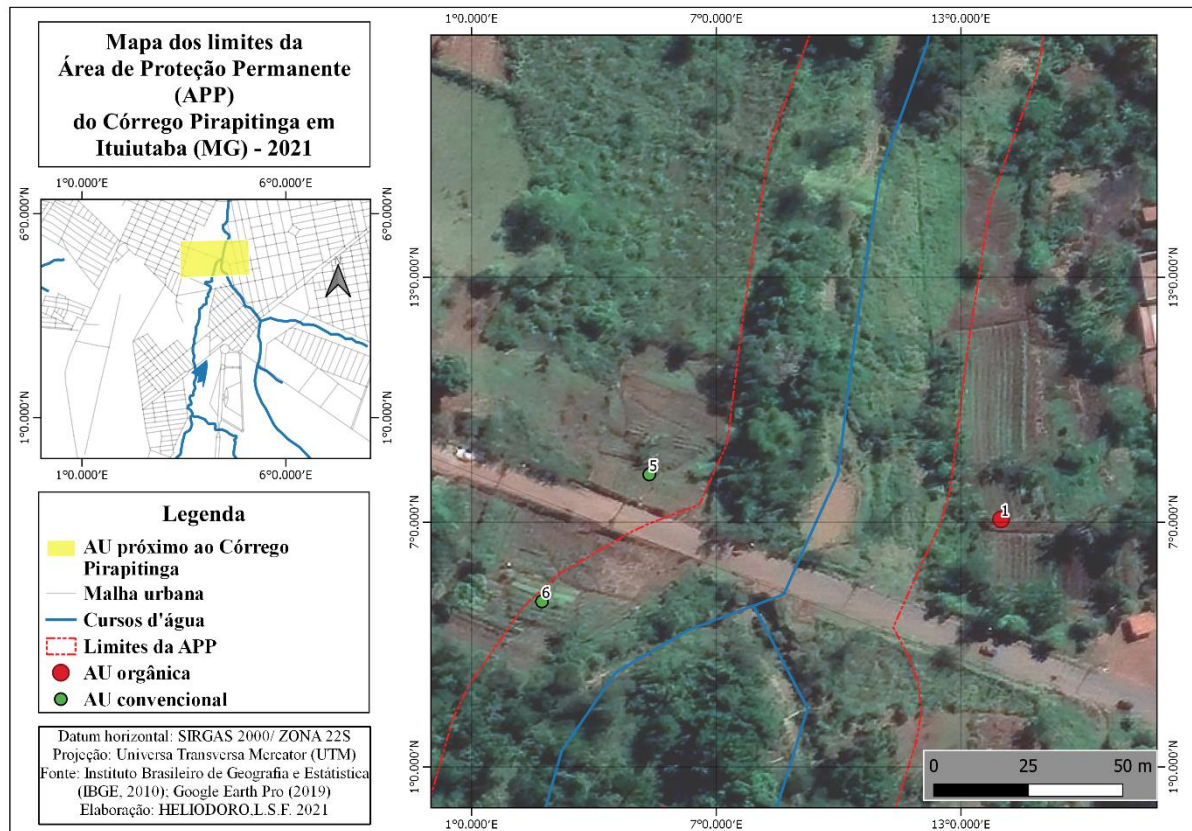 Mapa dos limites da
Área de Proteção Permanente
(APP)
do Córrego Pirapitinga em
Ituiutaba (MG) - 2021
1°0.000'E
6°0.000'E
6°0.000'N
6°0.000'N
1°0.000'N
1°0.000'N
1°0.000'E
6°0.000'E
Legenda
AU próximo ao Córrego
Pirapitinga
Malha urbana
Cursos d'água
Limites da APP
AU orgânica
AU convencional
Datum horizontal: SIRGAS 2000/ ZONA 22S
Projeção: Universa Transversa Mercator (UTM)
Fonte: Instituto Brasileiro de Geografia e Estátistica
(IBGE, 2010); Google Earth Pro (2019)
Elaboração: HELIODORO,L.S.F. 2021
1°0.000'E
7°0.000'E
13°0.000'E
13°0.000'N
13°0.000'N
5
1
7°0.000'N
7°0.000'N
6
1°0.000'N
1°0.000'N
0
25
50 m
1°0.000'E
7°0.000'E
13°0.000'E